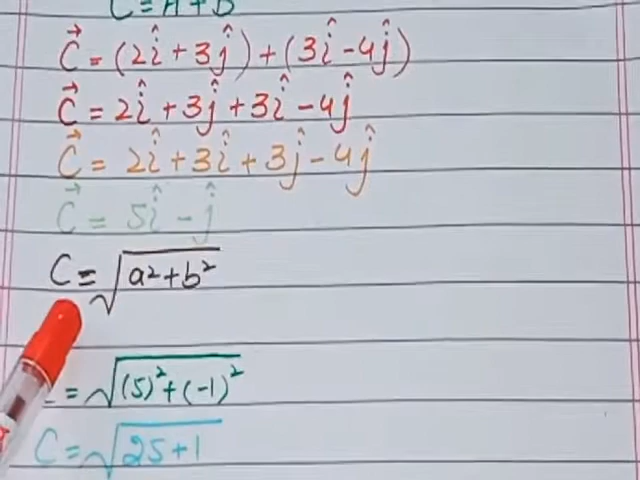 C = A + B
C⃗ = (2î + 3ĵ) + (3î - 4ĵ)
C⃗ = 2î + 3ĵ + 3î - 4ĵ
C⃗ = 2î + 3î + 3ĵ - 4ĵ
C⃗ = 5î - ĵ
C = √a² + b²
= √(5)² + (-1)²
C = √25 + 1